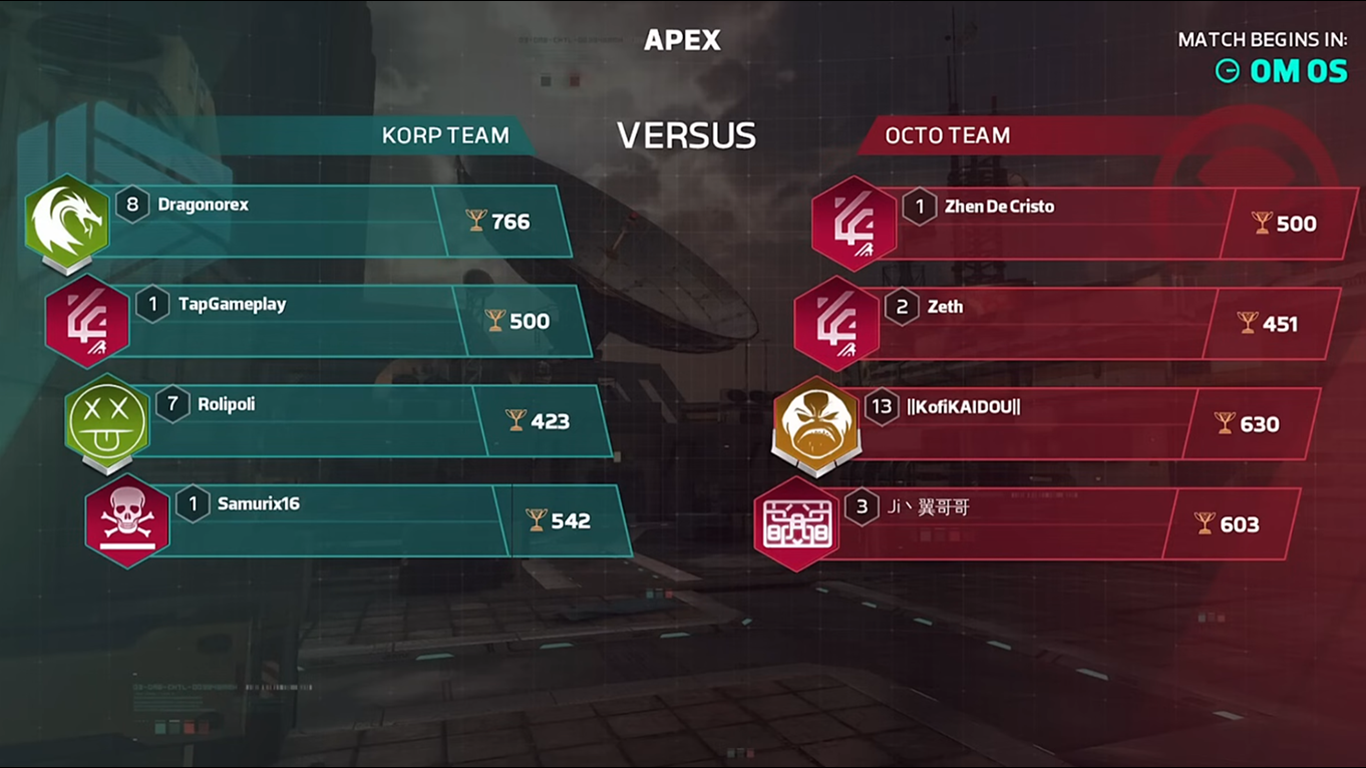 APEX
MATCH BEGINS IN:
0M 0S
KORP TEAM
VERSUS
OCTO TEAM
8 Dragonorex
766
1 TapGameplay
500
7 Rolipoli
423
1 Samurix16
542
1 Zhen De Cristo
500
2 Zeth
451
13 ||KofiKAIDOU||
630
3 Ji丶翼哥哥
603